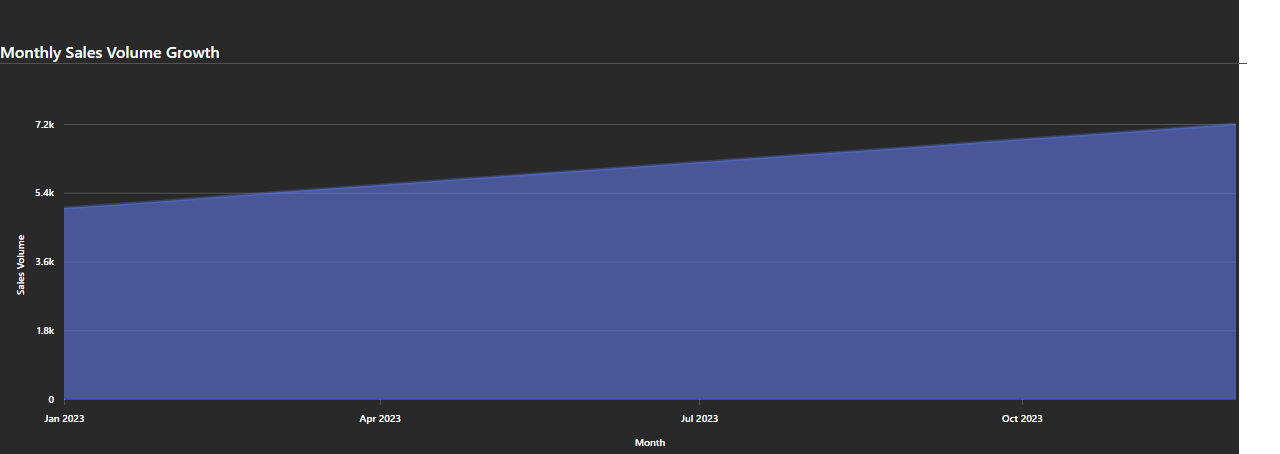 Monthly Sales Volume Growth
7.2k
5.4k
3.6k
1.8k
0
Sales Volume
Jan 2023 Apr 2023 Jul 2023 Oct 2023
Month